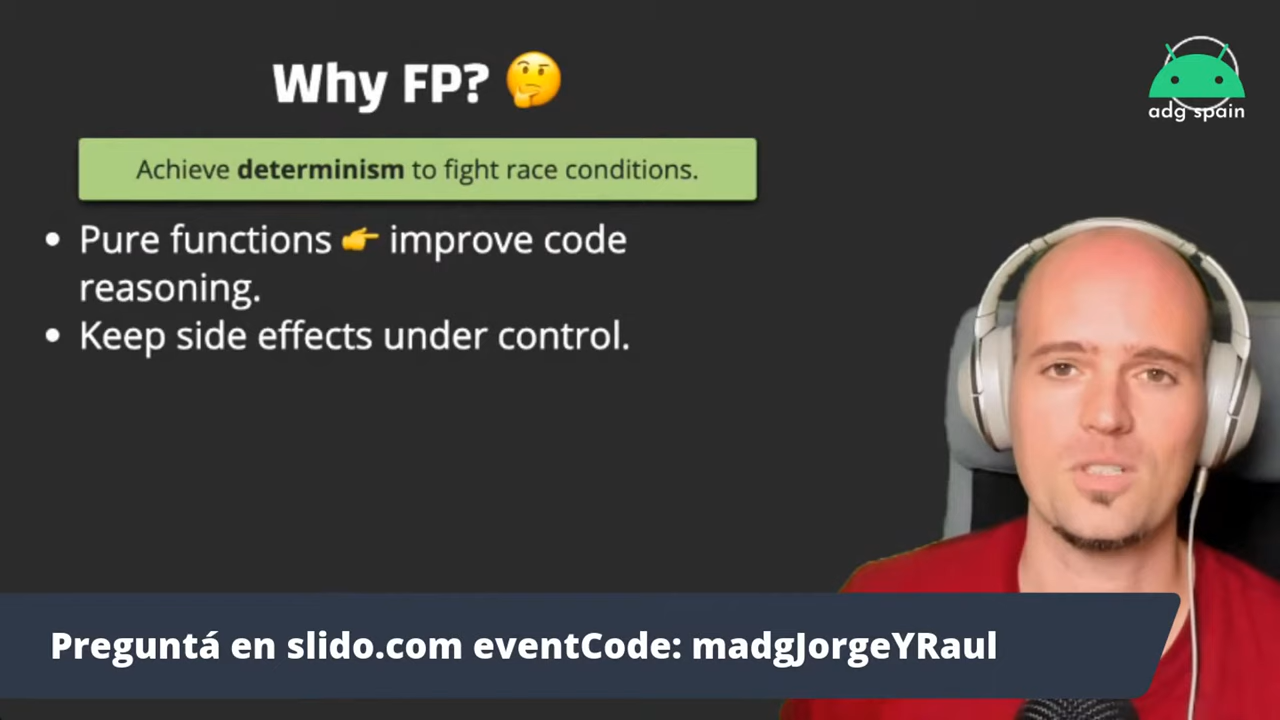 Why FP? 🤔
adg spain
Achieve determinism to fight race conditions.
• Pure functions 👉 improve code
reasoning.
• Keep side effects under control.
Preguntá en slido.com eventCode: madgJorgeYRaul